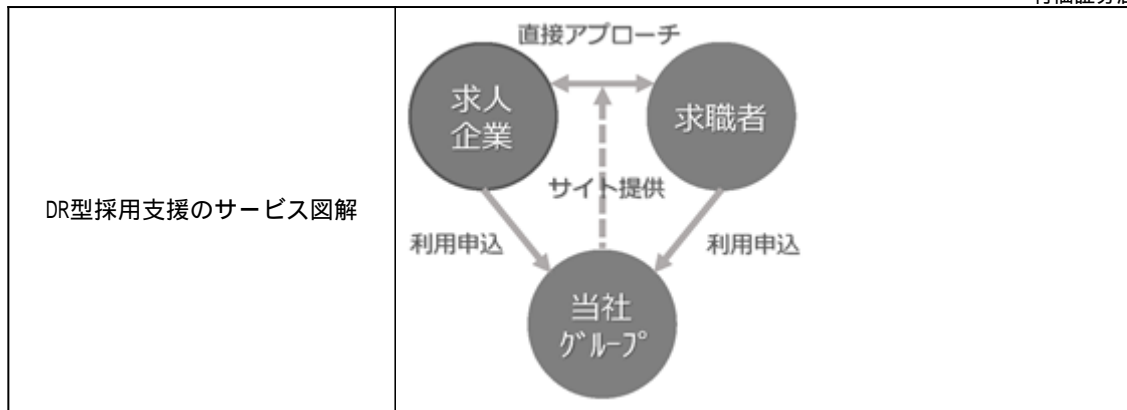 DR型採用支援のサービス図解
直接アプローチ
求人
企業
求職者
サイト提供
利用申込
利用申込
当社
グループ